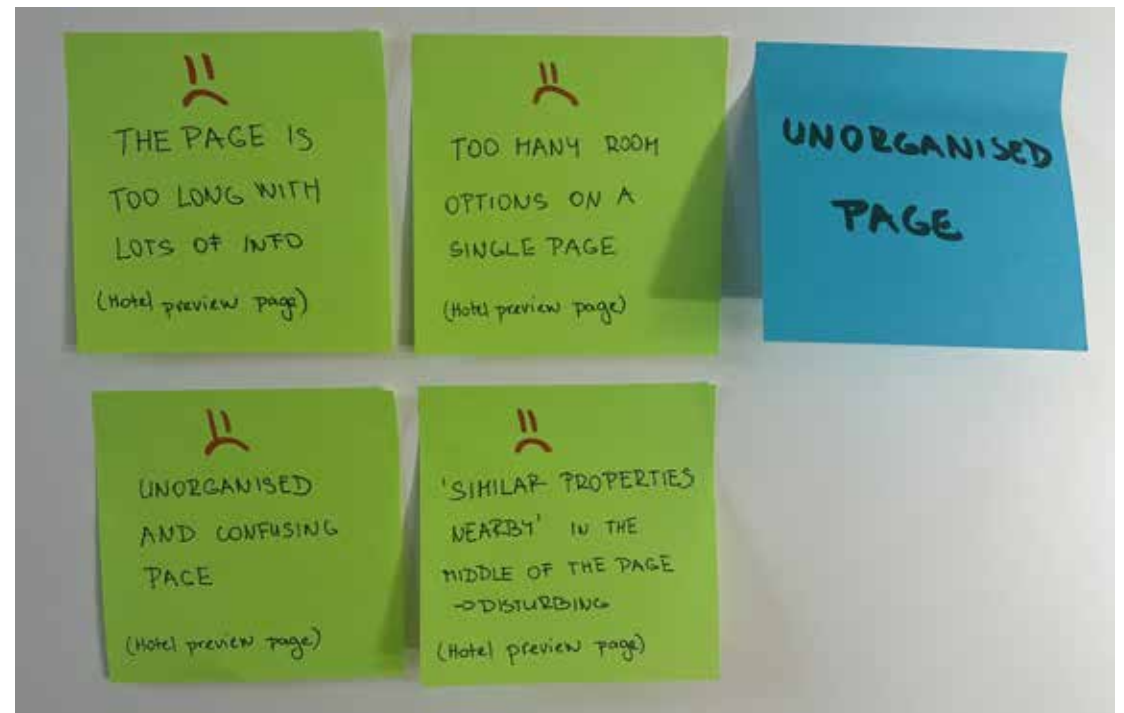 THE PAGE IS
TOO LONG WITH
LOTS OF INFO
(Hotel preview page)
TOO MANY ROOM
OPTIONS ON A
SINGLE PAGE
(Hotel preview page)
UNORGANISED
PAGE
UNORGANISED
AND CONFUSING
PAGE
(Hotel preview page)
'SIMILAR PROPERTIES
NEARBY' IN THE
MIDDLE OF THE PAGE
→ DISTURBING
(Hotel preview page)